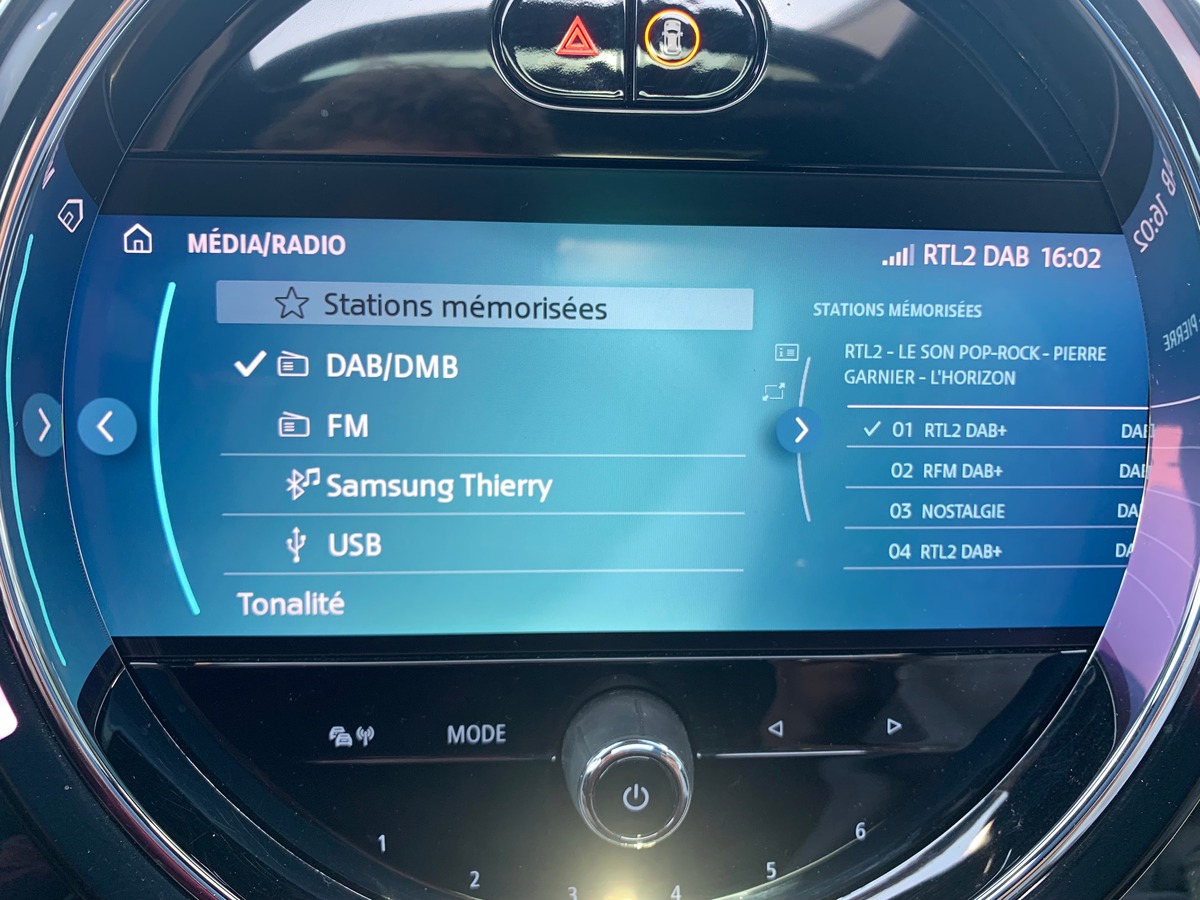 MÉDIA/RADIO
RTL2 DAB 16:02
Stations mémorisées
DAB/DMB
FM
Samsung Thierry
USB
Tonalité
STATIONS MÉMORISÉES
RTL2 - LE SON POP-ROCK - PIERRE
GARNIER - L'HORIZON
01 RTL2 DAB+
02 RFM DAB+
03 NOSTALGIE
04 RTL2 DAB+
MODE
1
2
3
4
5
6